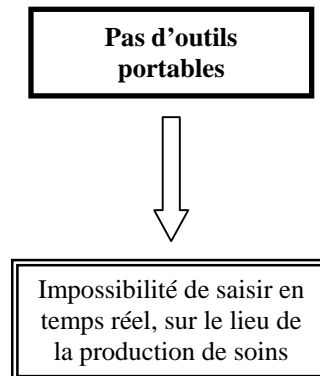 Pas d’outils
portables
Impossibilité de saisir en
temps réel, sur le lieu de
la production de soins